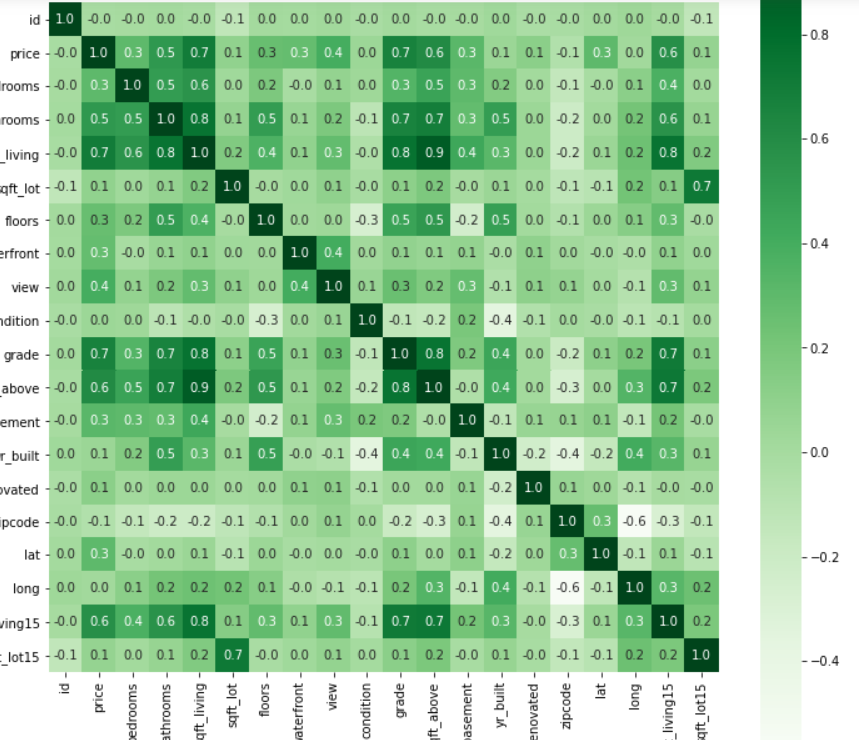 id 1.0 -0.0 -0.0 0.0 -0.0 -0.1 0.0 0.0 0.0 -0.0 0.0 -0.0 -0.0 0.0 -0.0 -0.0 0.0 0.0 -0.0 -0.1
price -0.0 1.0 0.3 0.5 0.7 0.1 0.3 0.3 0.4 0.0 0.7 0.6 0.3 0.1 0.1 -0.1 0.3 0.0 0.6 0.1
rooms 0.0 0.3 1.0 0.5 0.6 0.0 0.2 -0.0 0.1 0.0 0.3 0.5 0.3 0.2 0.0 -0.1 -0.0 0.1 0.4 0.0
rooms 0.0 0.5 0.5 1.0 0.8 0.1 0.5 0.1 0.2 -0.1 0.7 0.7 0.3 0.5 0.0 -0.2 0.0 0.2 0.6 0.1
_living -0.0 0.7 0.6 0.8 1.0 0.2 0.4 0.1 0.3 -0.0 0.8 0.9 0.4 0.3 0.0 -0.2 0.1 0.2 0.8 0.2
qft_lot -0.1 0.1 0.0 0.1 0.2 1.0 -0.0 0.0 0.1 -0.0 0.1 0.2 -0.0 0.1 0.0 -0.1 -0.1 0.2 0.1 0.7
floors 0.0 0.3 0.2 0.5 0.4 -0.0 1.0 0.0 0.0 -0.3 0.5 0.5 -0.2 0.5 0.0 -0.1 0.0 0.1 0.3 -0.0
erfront 0.0 0.3 -0.0 0.1 0.1 0.0 0.0 1.0 0.4 0.0 0.1 0.1 0.1 -0.0 0.1 0.0 -0.0 -0.0 0.1 0.0
view 0.0 0.4 0.1 0.2 0.3 0.1 0.0 0.4 1.0 0.1 0.3 0.2 0.3 -0.1 0.1 0.1 0.0 -0.1 0.3 0.1
ndition -0.0 0.0 0.0 -0.1 -0.0 -0.0 -0.3 0.0 0.1 1.0 -0.1 -0.2 0.2 -0.4 -0.1 0.0 -0.0 -0.1 -0.1 0.0
grade 0.0 0.7 0.3 0.7 0.8 0.1 0.5 0.1 0.3 -0.1 1.0 0.8 0.2 0.4 0.0 -0.2 0.1 0.2 0.7 0.1
_above -0.0 0.6 0.5 0.7 0.9 0.2 0.5 0.1 0.2 -0.2 0.8 1.0 -0.0 0.4 0.0 -0.3 0.0 0.3 0.7 0.2
ement -0.0 0.3 0.3 0.3 0.4 -0.0 -0.2 0.1 0.3 0.2 0.2 -0.0 1.0 -0.1 0.1 0.1 0.1 -0.1 0.2 -0.0
r_built 0.0 0.1 0.2 0.5 0.3 0.1 0.5 -0.0 -0.1 -0.4 0.4 0.4 -0.1 1.0 -0.2 -0.4 -0.2 0.4 0.3 0.1
ovated -0.0 0.1 0.0 0.0 0.0 0.0 0.0 0.1 0.1 -0.1 0.0 0.0 0.1 -0.2 1.0 0.1 0.0 -0.1 -0.0 -0.0
ipcode -0.0 -0.1 -0.1 -0.2 -0.2 -0.1 -0.1 0.0 0.1 0.0 -0.2 -0.3 0.1 -0.4 0.1 1.0 0.3 -0.6 -0.3 -0.1
lat 0.0 0.3 -0.0 0.0 0.1 -0.1 0.0 -0.0 0.0 -0.0 0.1 0.0 0.1 -0.2 0.0 0.3 1.0 -0.1 0.1 -0.1
long 0.0 0.0 0.1 0.2 0.2 0.2 0.1 -0.0 -0.1 -0.1 0.2 0.3 -0.1 0.4 -0.1 -0.6 -0.1 1.0 0.3 0.2
ving15 -0.0 0.6 0.4 0.6 0.8 0.1 0.3 0.1 0.3 -0.1 0.7 0.7 0.2 0.3 -0.0 -0.3 0.1 0.3 1.0 0.2
_lot15 -0.1 0.1 0.0 0.1 0.2 0.7 -0.0 0.0 0.1 0.0 0.1 0.2 -0.0 0.1 -0.0 -0.1 -0.1 0.2 0.2 1.0
id price edrooms athrooms qft_living sqft_lot floors aterfront view condition grade qft_above asement yr_built enovated zipcode lat long _living15 sqft_lot15
0.8
0.6
0.4
0.2
0.0
−0.2
−0.4